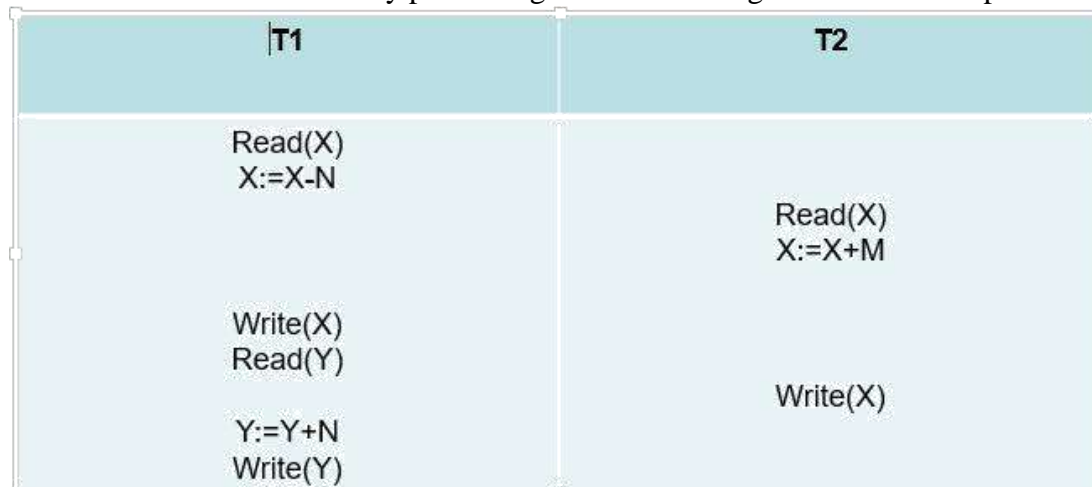 T1 T2
Read(X)
X:=X-N
Read(X)
X:=X+M
Write(X)
Read(Y)
Write(X)
Y:=Y+N
Write(Y)